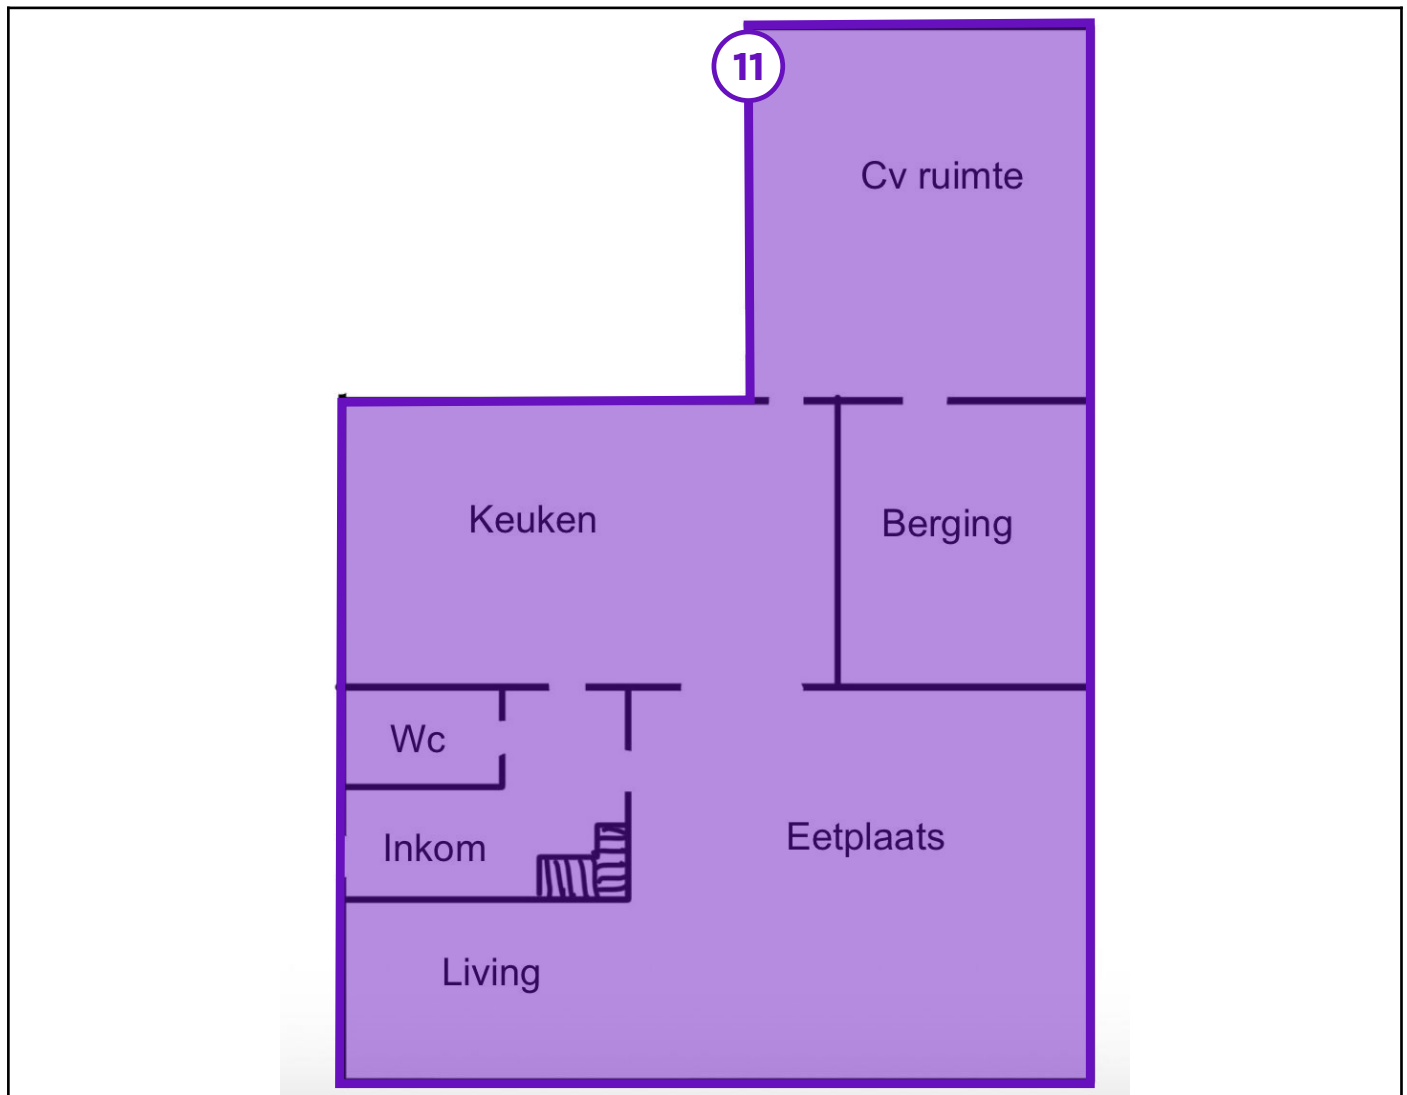 11
Cv ruimte
Keuken
Berging
Wc
Inkom
Eetplaats
Living